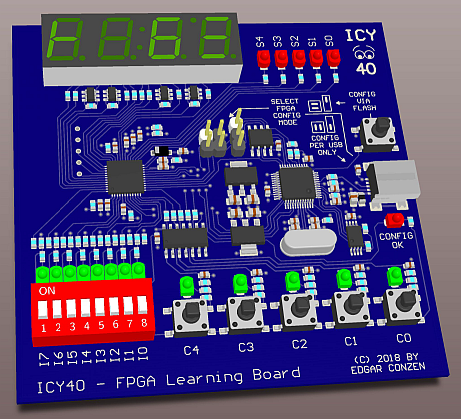 S4 S3 S2 S1 S0
ICY
40
SELECT
FPGA
CONFIG
MODE
CONFIG
VIA
FLASH
CONFIG
PER USB
ONLY
CONFIG
OK
ON
1 2 3 4 5 6 7 8
I7 I6 I5 I4 I3 I2 I1 I0
C4 C3 C2 C1 C0
ICY40 - FPGA Learning Board
(C) 2018 BY
EDGAR CONZEN